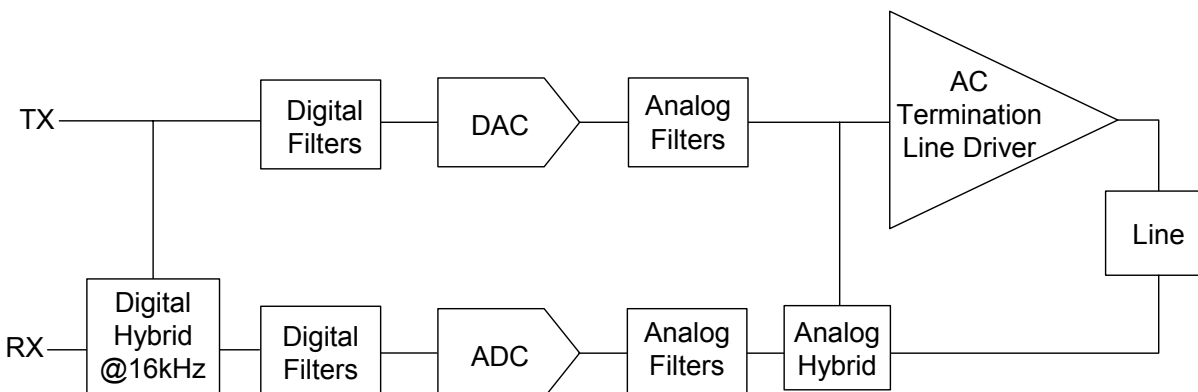 TX
Digital
Filters
DAC
Analog
Filters
AC
Termination
Line Driver
Line
RX
Digital
Hybrid
@16kHz
Digital
Filters
ADC
Analog
Filters
Analog
Hybrid